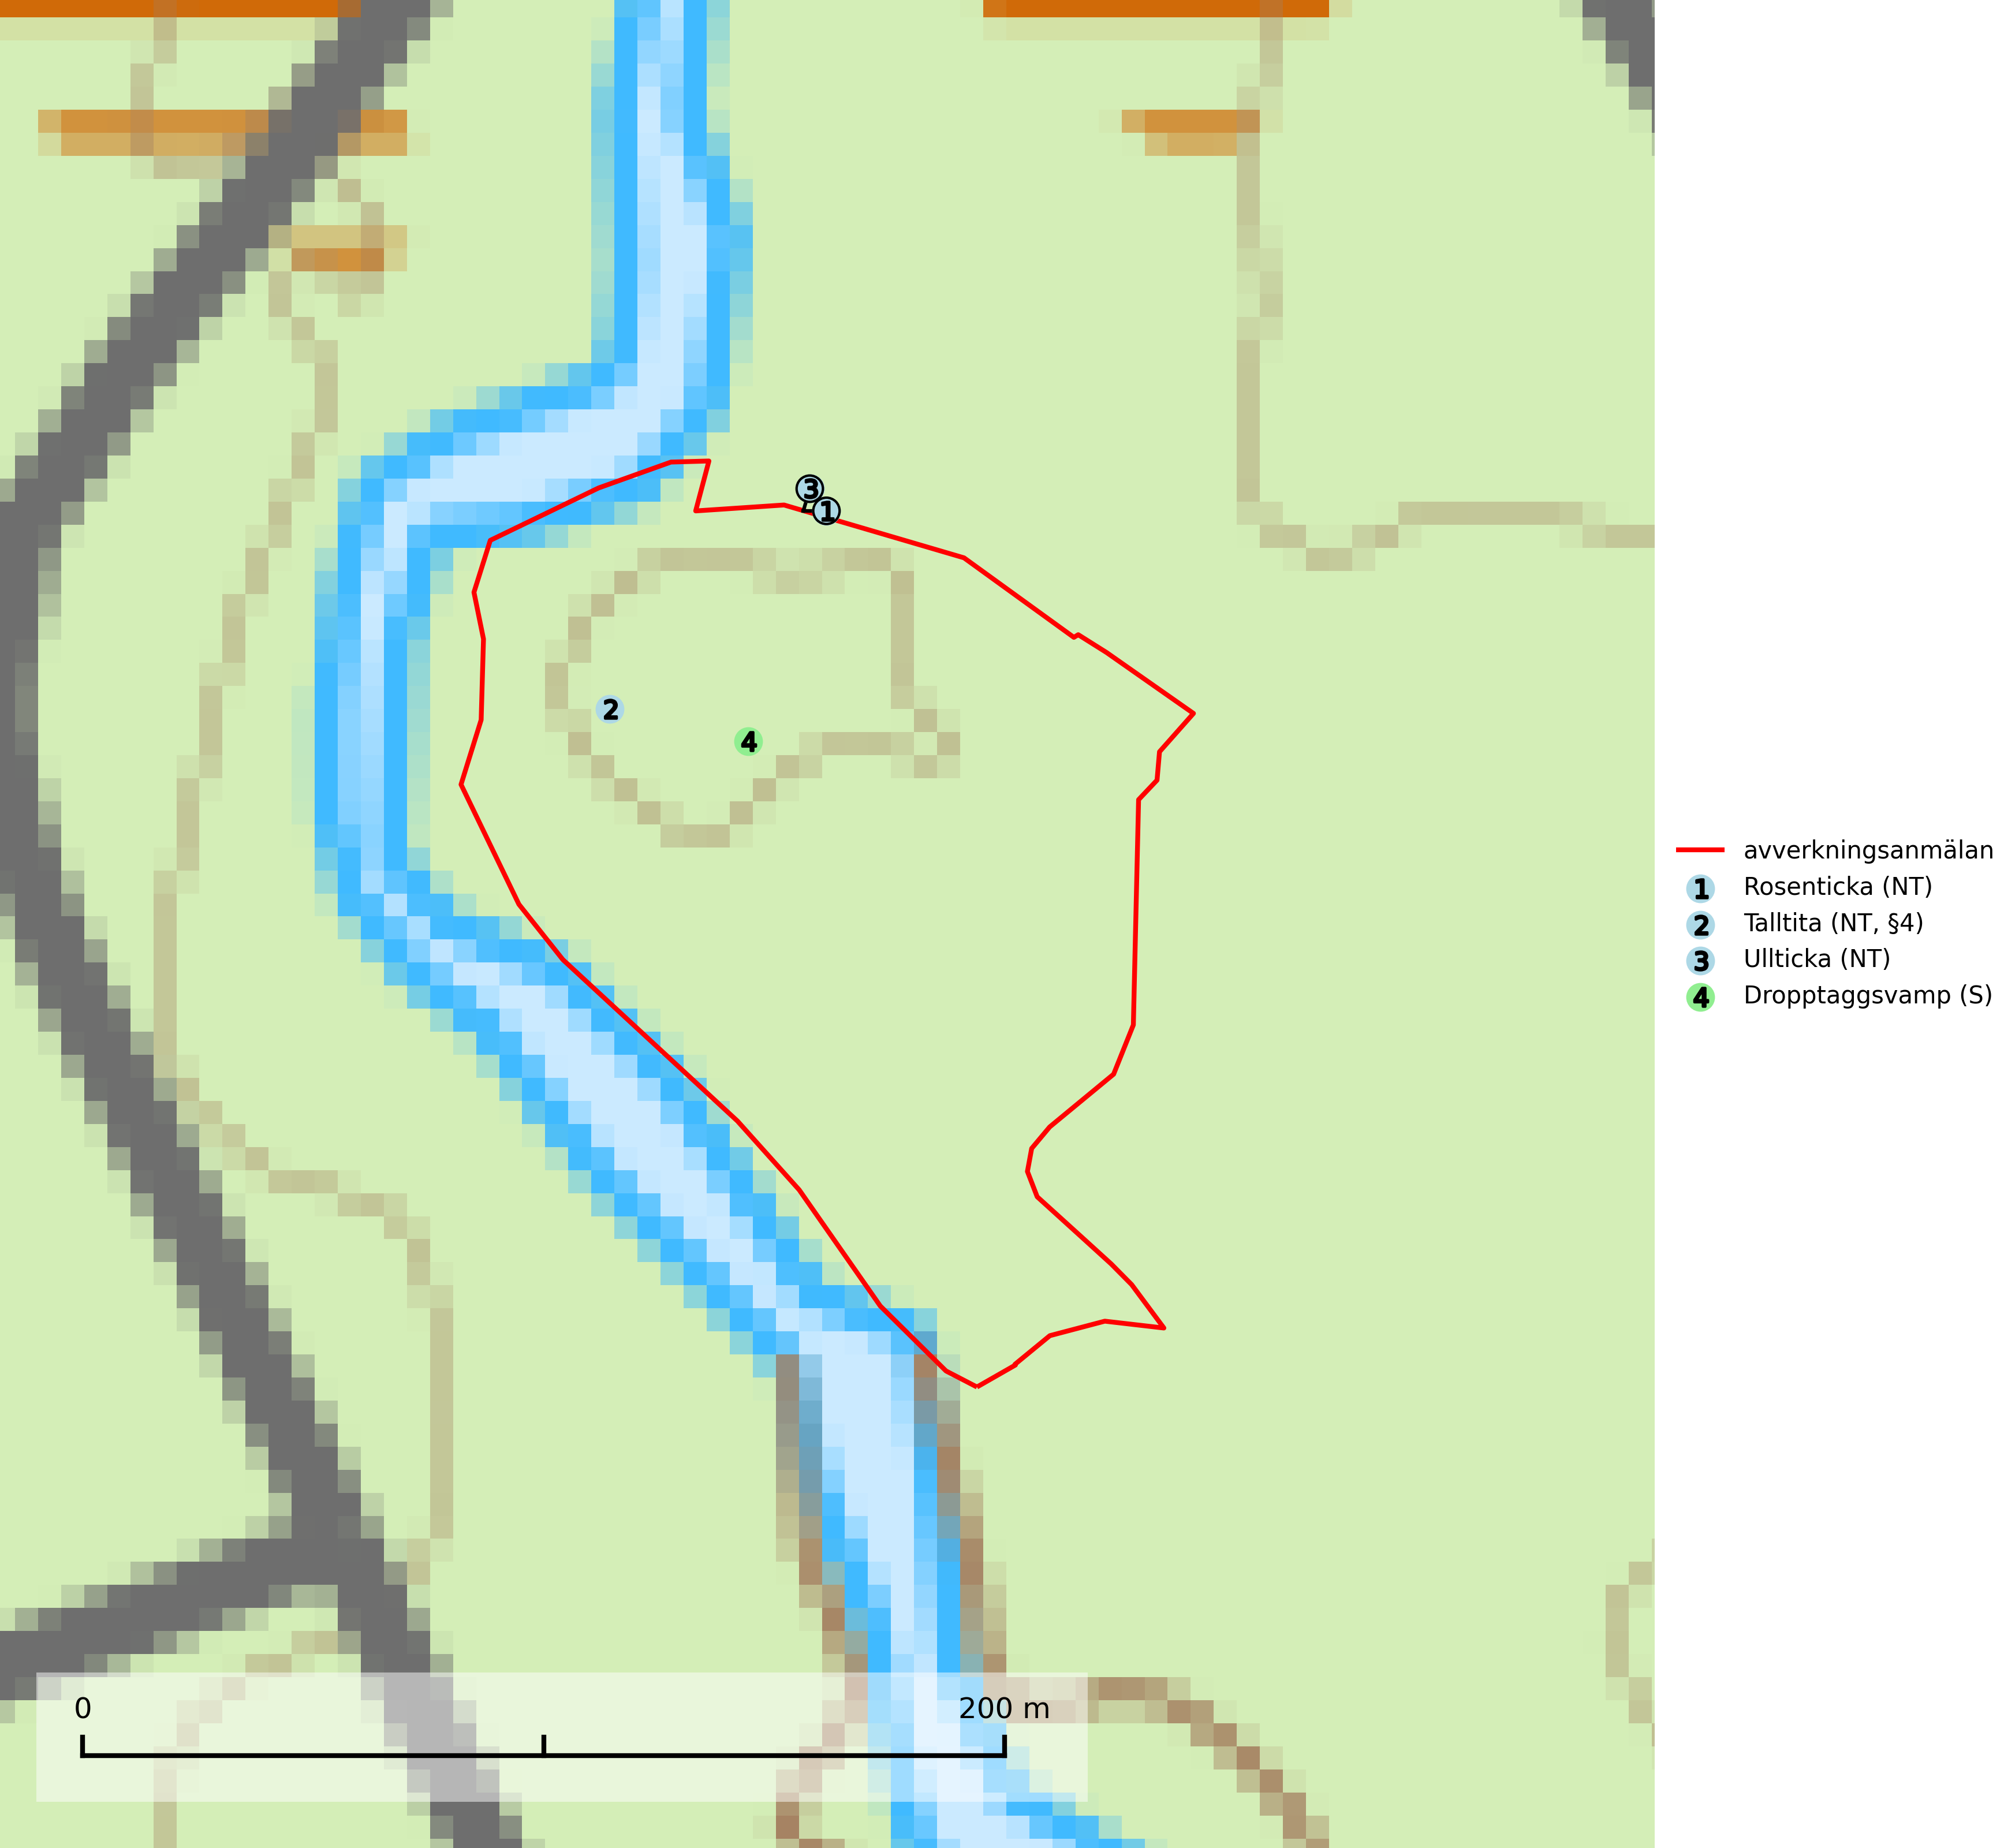 3
1
2
4
avverkningsanmälan
1 Rosenticka (NT)
2 Talltita (NT, §4)
3 Ullticka (NT)
4 Dropptaggsvamp (S)
0 200 m